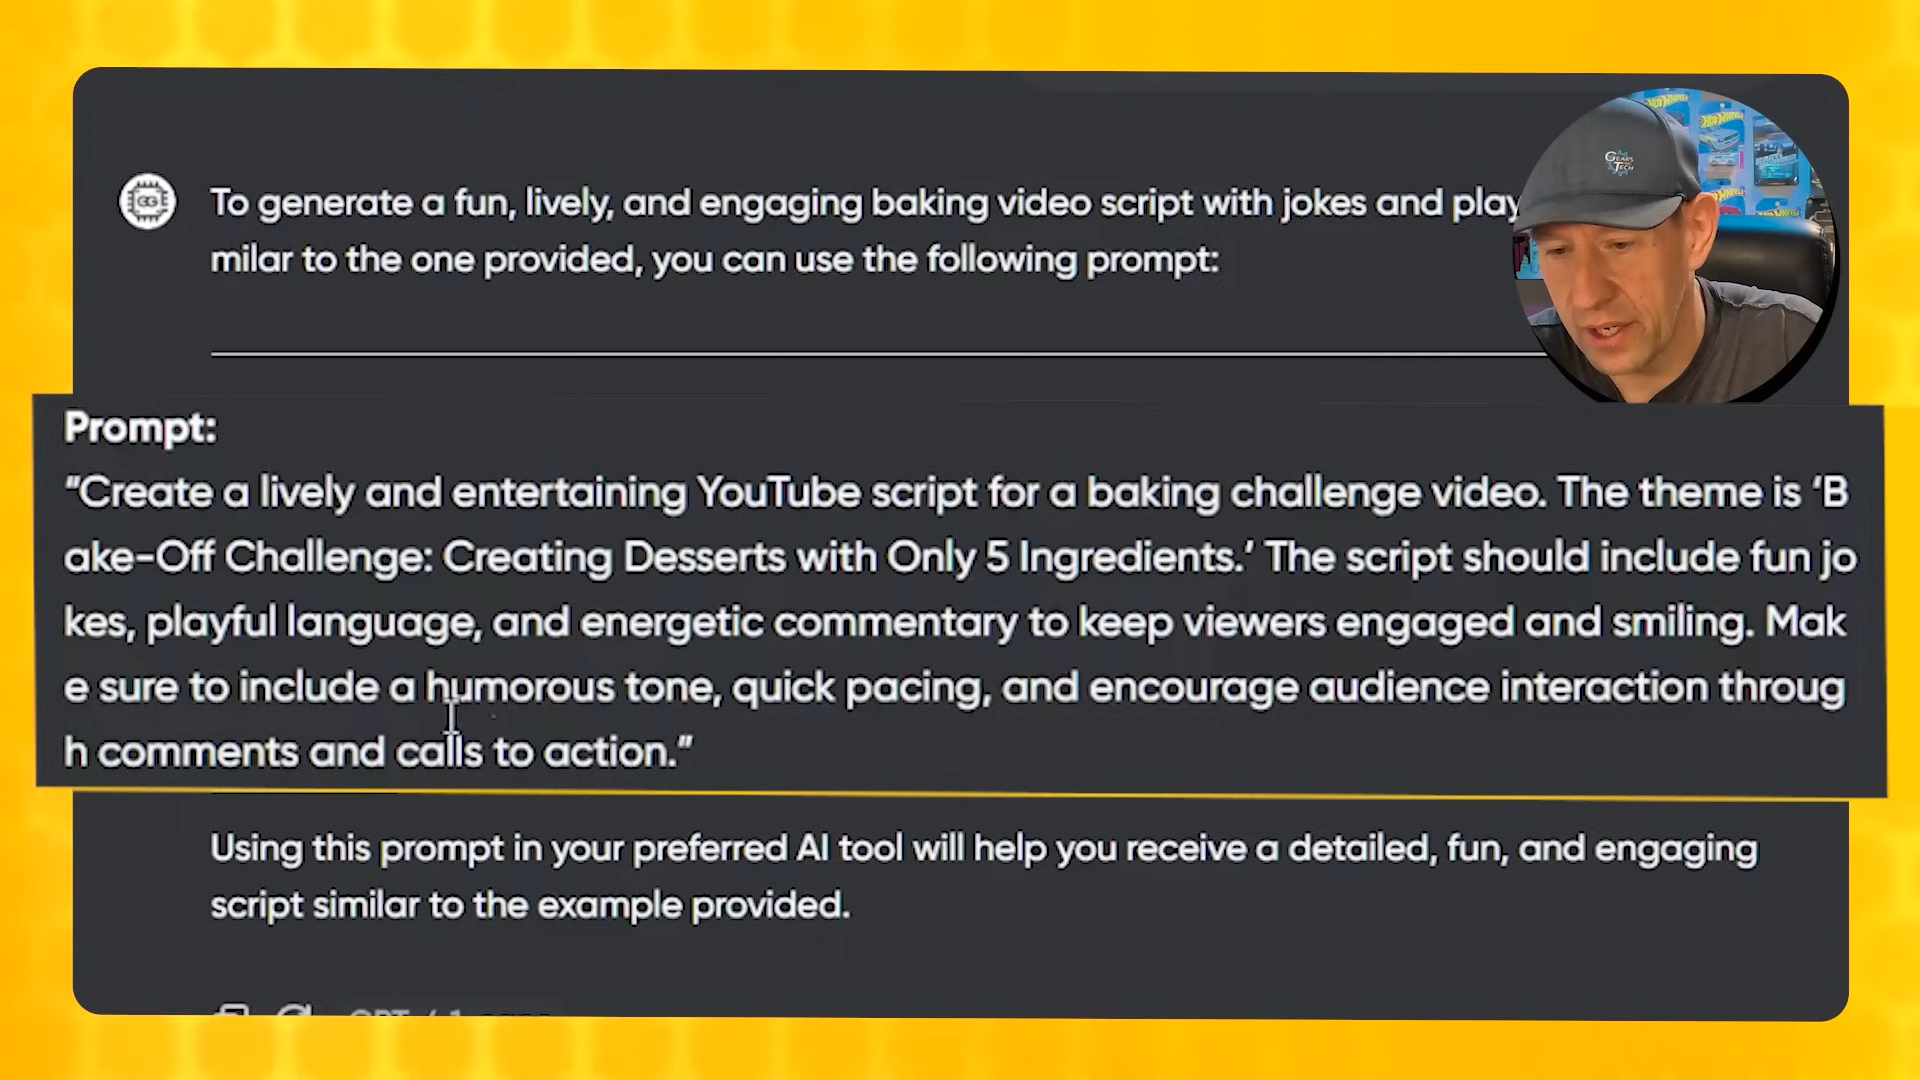 To generate a fun, lively, and engaging baking video script with jokes and play
milar to the one provided, you can use the following prompt:
Prompt:
“Create a lively and entertaining YouTube script for a baking challenge video. The theme is ‘B
ake-Off Challenge: Creating Desserts with Only 5 Ingredients.’ The script should include fun jo
kes, playful language, and energetic commentary to keep viewers engaged and smiling. Mak
e sure to include a humorous tone, quick pacing, and encourage audience interaction throug
h comments and calls to action.”
Using this prompt in your preferred AI tool will help you receive a detailed, fun, and engaging
script similar to the example provided.
GEARS
TECH